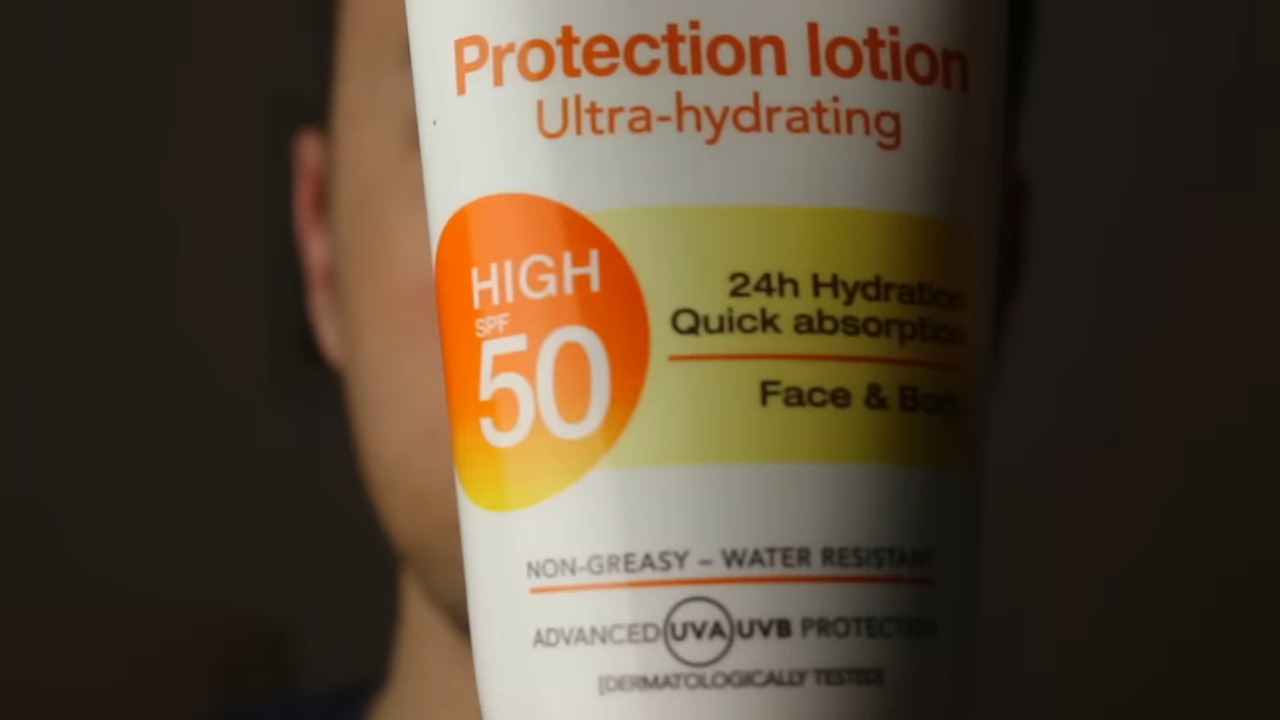 Protection lotion
Ultra-hydrating
HIGH
SPF
50
24h Hydration
Quick absorption
Face & Body
NON-GREASY – WATER RESISTANT
ADVANCED UVA UVB PROTECTION
[DERMATOLOGICALLY TESTED]